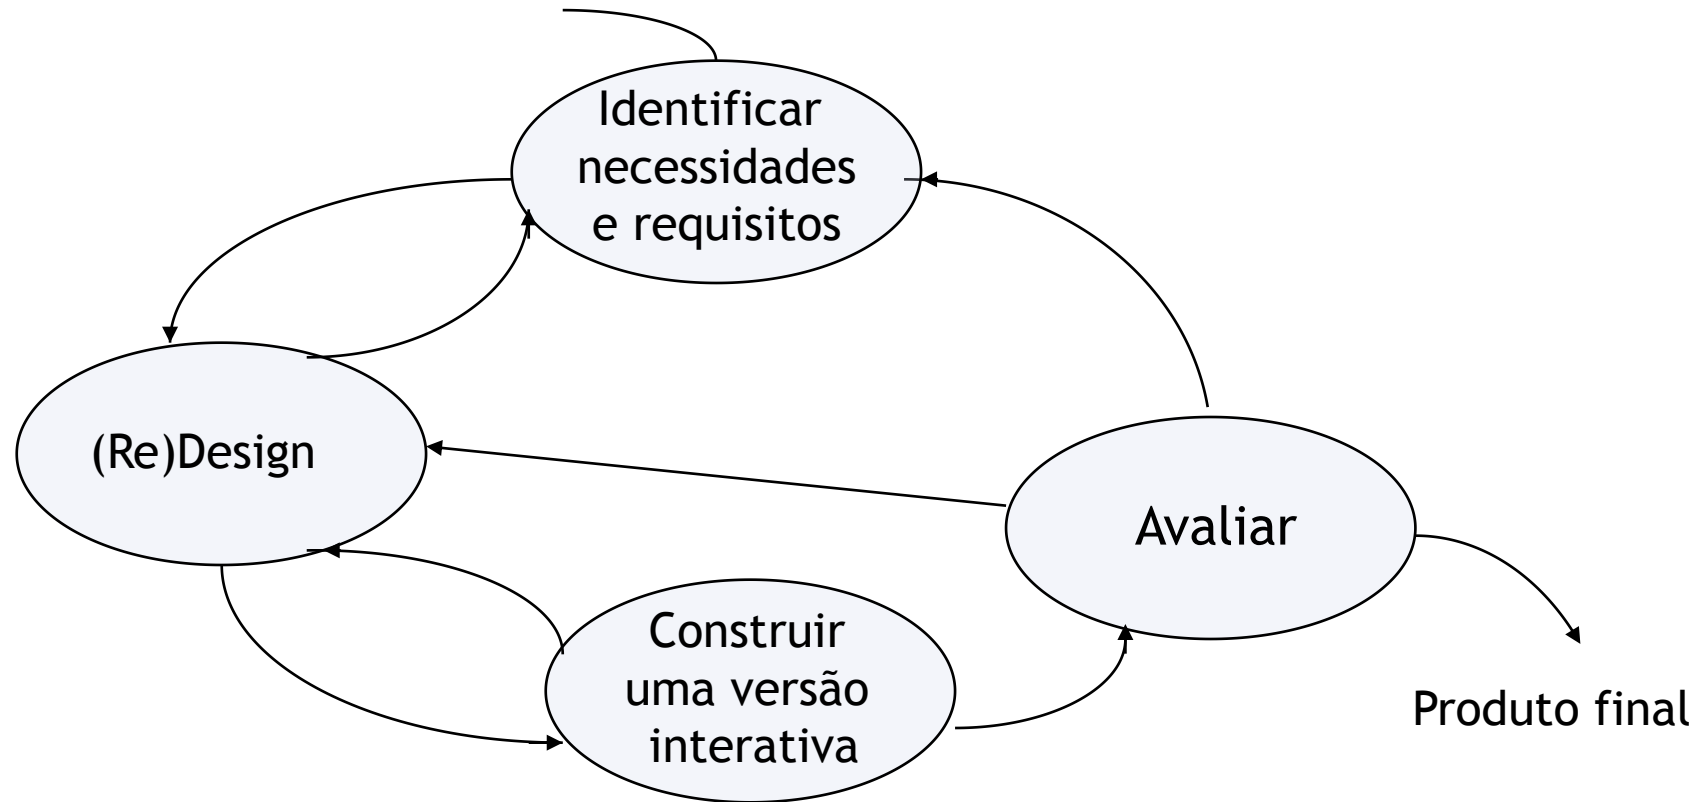 Identificar
necessidades
e requisitos
(Re)Design
Avaliar
Construir
uma versão
interativa
Produto final